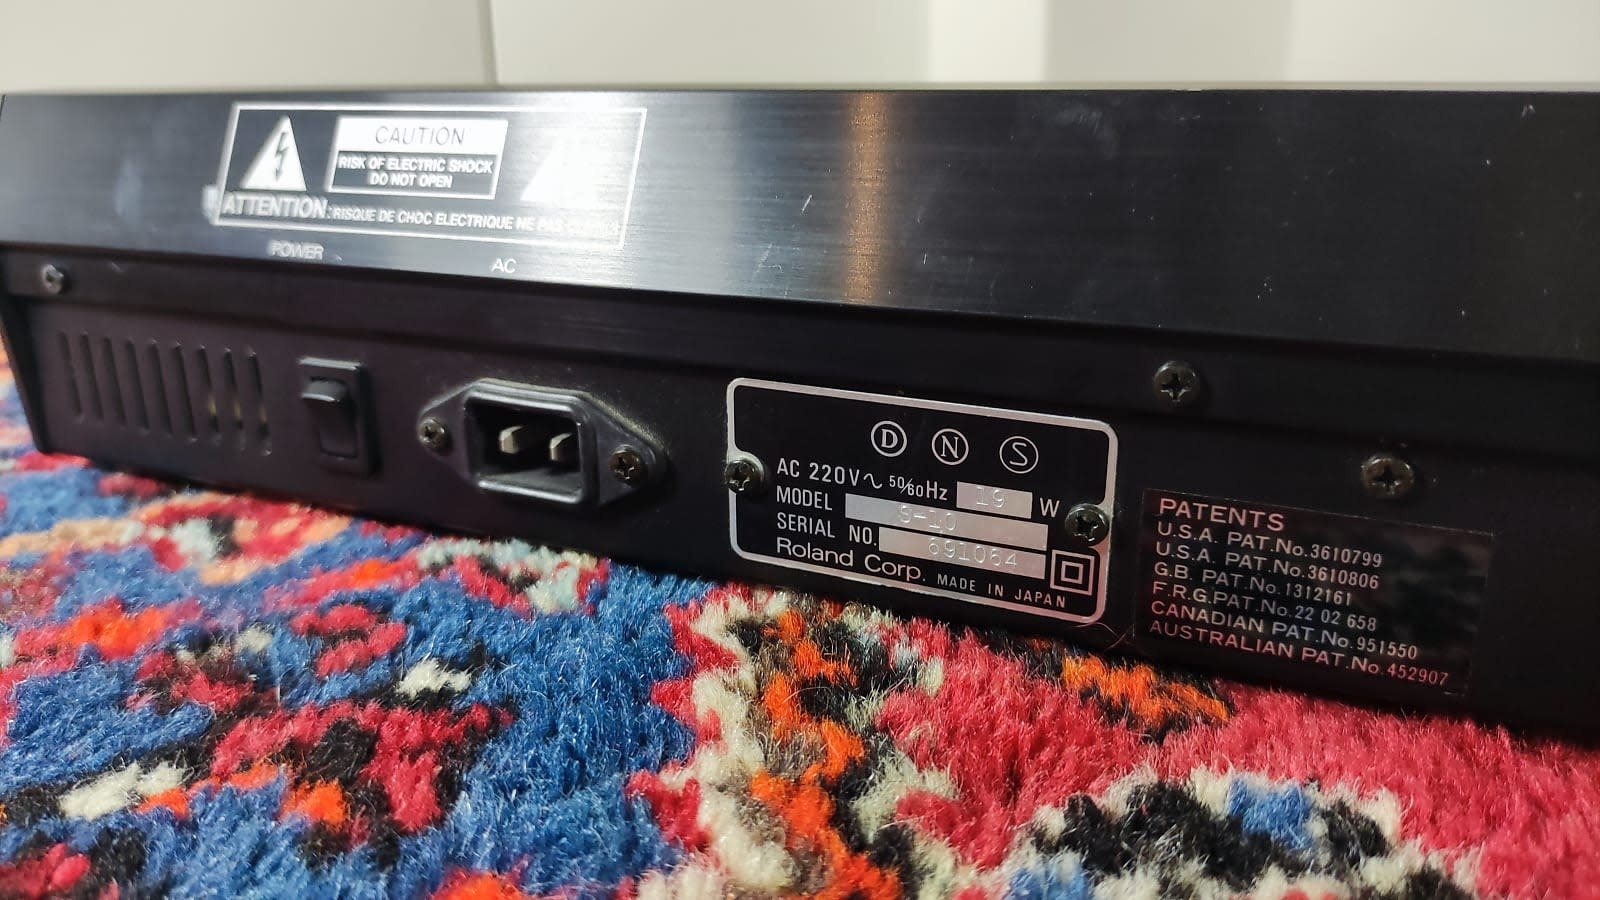 CAUTION
RISK OF ELECTRIC SHOCK
DO NOT OPEN
ATTENTION: RISQUE DE CHOC ELECTRIQUE NE PAS
POWER
AC
D N S
AC 220V~ 50/60Hz 19 W
MODEL S-10
SERIAL NO. 691064
Roland Corp. MADE IN JAPAN
PATENTS
U.S.A. PAT.No.3610799
U.S.A. PAT.No.3610806
G.B. PAT.No.1312161
F.R.G.PAT.No.22 02 658
CANADIAN PAT.No.951550
AUSTRALIAN PAT.No.452907